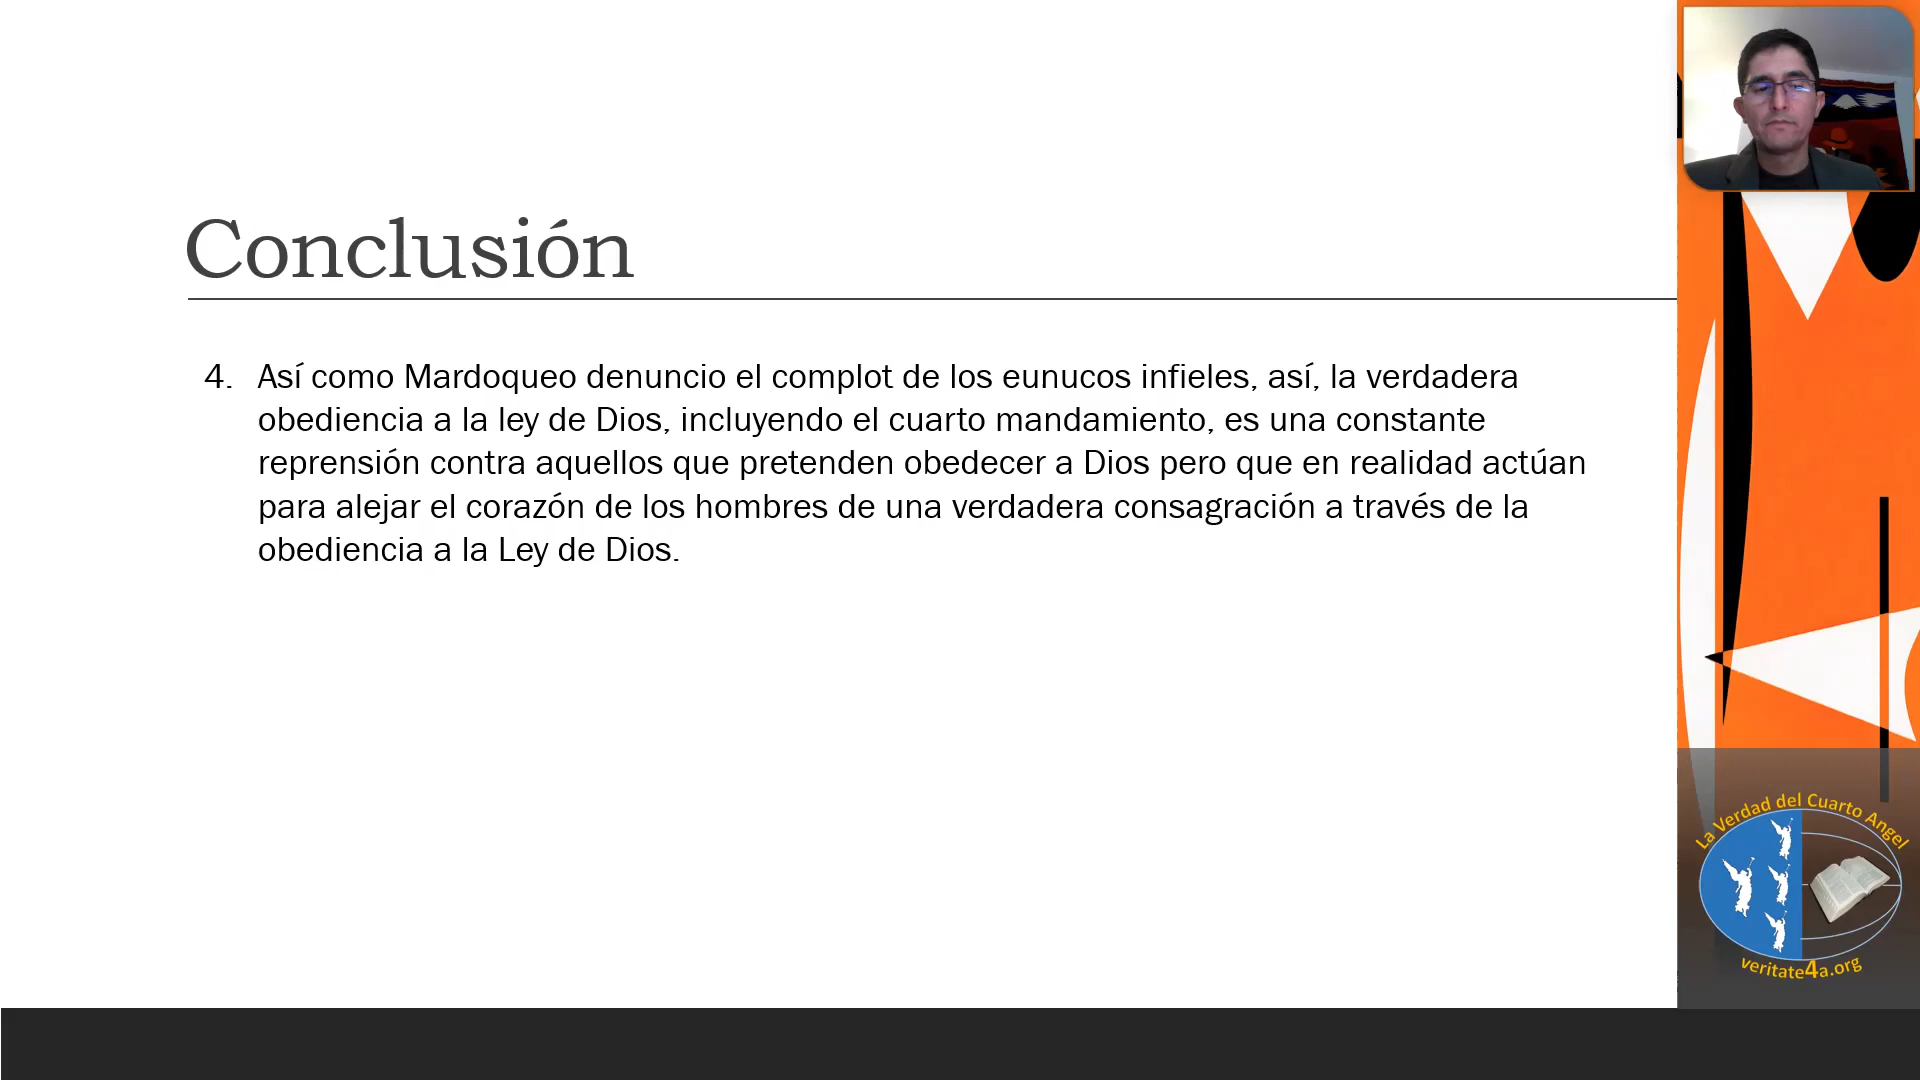 Conclusión
4. Así como Mardoqueo denuncio el complot de los eunucos infieles, así, la verdadera
obediencia a la ley de Dios, incluyendo el cuarto mandamiento, es una constante
reprensión contra aquellos que pretenden obedecer a Dios pero que en realidad actúan
para alejar el corazón de los hombres de una verdadera consagración a través de la
obediencia a la Ley de Dios.
La Verdad del Cuarto Angel
veritate4a.org